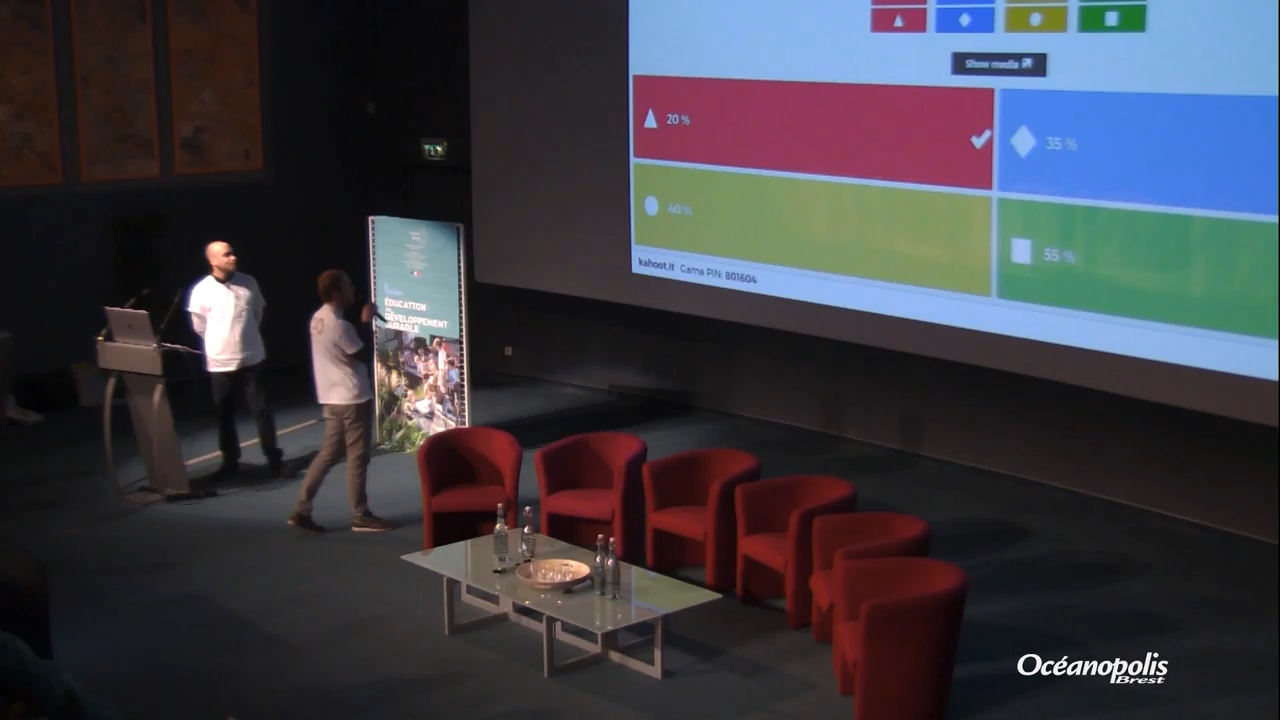 Show media
20 %
35 %
40 %
55 %
kahoot.it Game PIN: 801604
ÉDUCATION
DÉVELOPPEMENT
DURABLE
Océanopolis
Brest